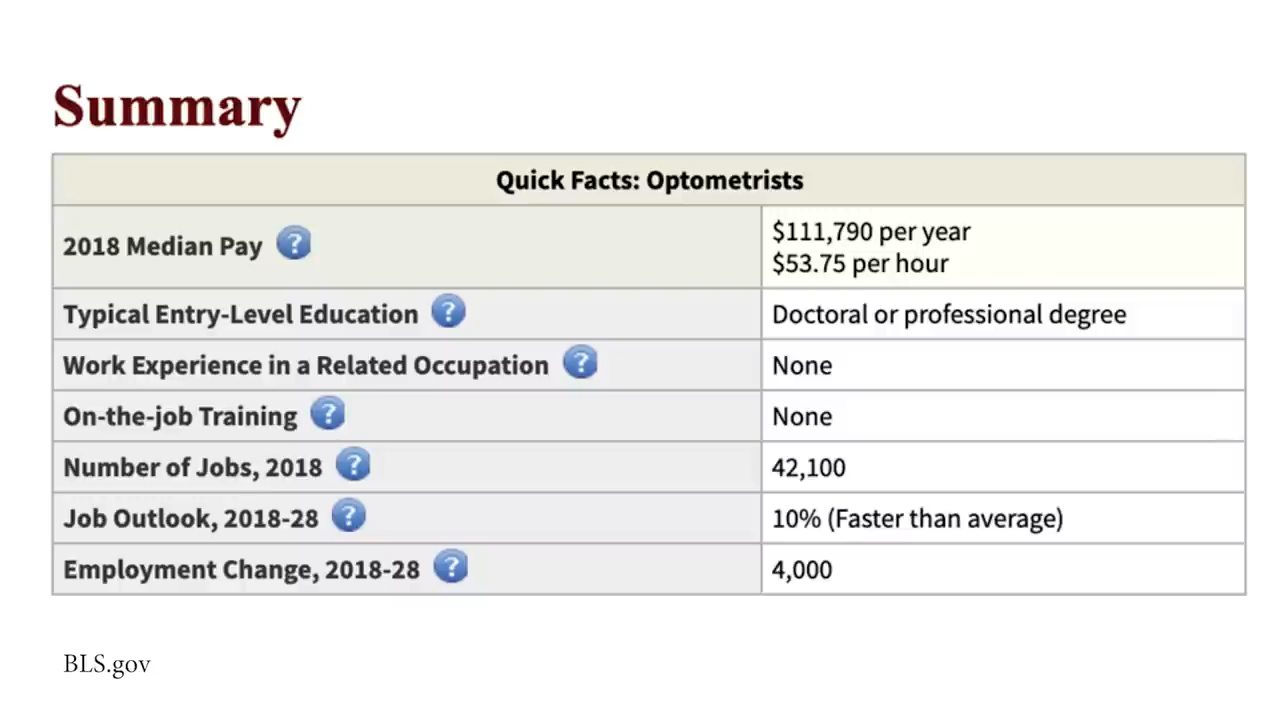 Summary
Quick Facts: Optometrists
2018 Median Pay ?
$111,790 per year
$53.75 per hour
Typical Entry-Level Education ?
Doctoral or professional degree
Work Experience in a Related Occupation ?
None
On-the-job Training ?
None
Number of Jobs, 2018 ?
42,100
Job Outlook, 2018-28 ?
10% (Faster than average)
Employment Change, 2018-28 ?
4,000
BLS.gov